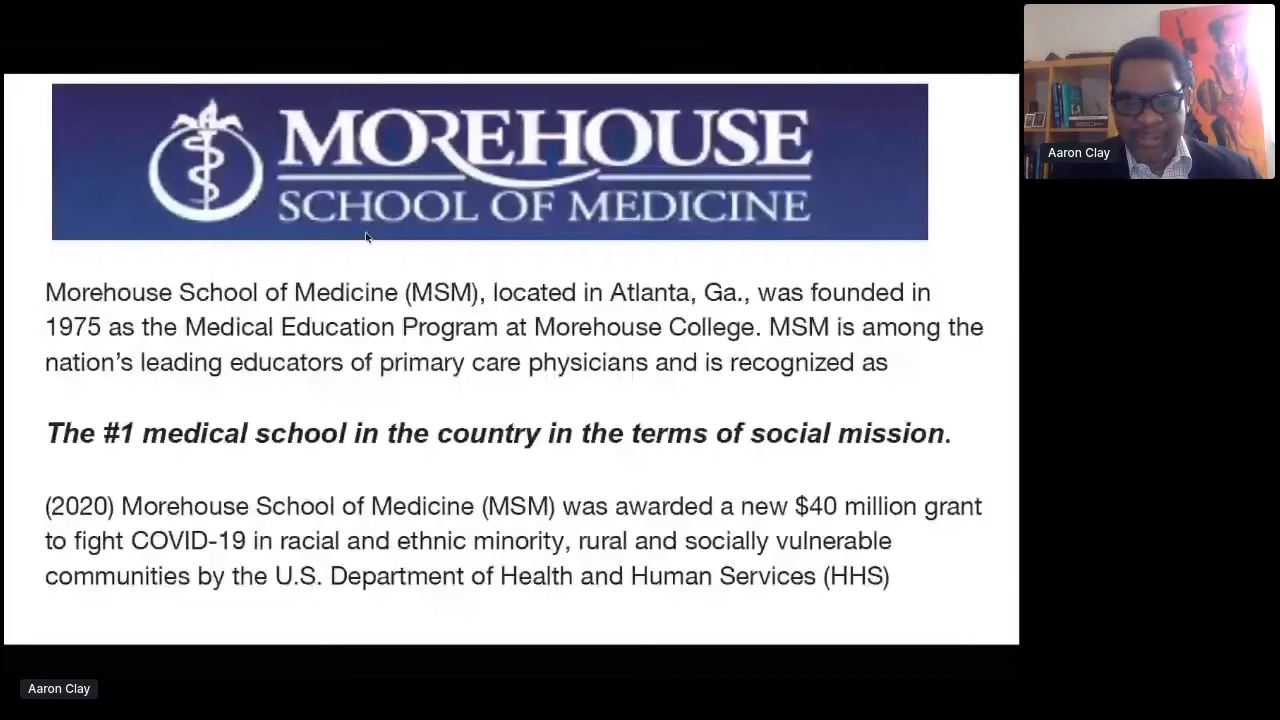 MOREHOUSE
SCHOOL OF MEDICINE
Aaron Clay
Morehouse School of Medicine (MSM), located in Atlanta, Ga., was founded in
1975 as the Medical Education Program at Morehouse College. MSM is among the
nation’s leading educators of primary care physicians and is recognized as
The #1 medical school in the country in the terms of social mission.
(2020) Morehouse School of Medicine (MSM) was awarded a new $40 million grant
to fight COVID-19 in racial and ethnic minority, rural and socially vulnerable
communities by the U.S. Department of Health and Human Services (HHS)
Aaron Clay